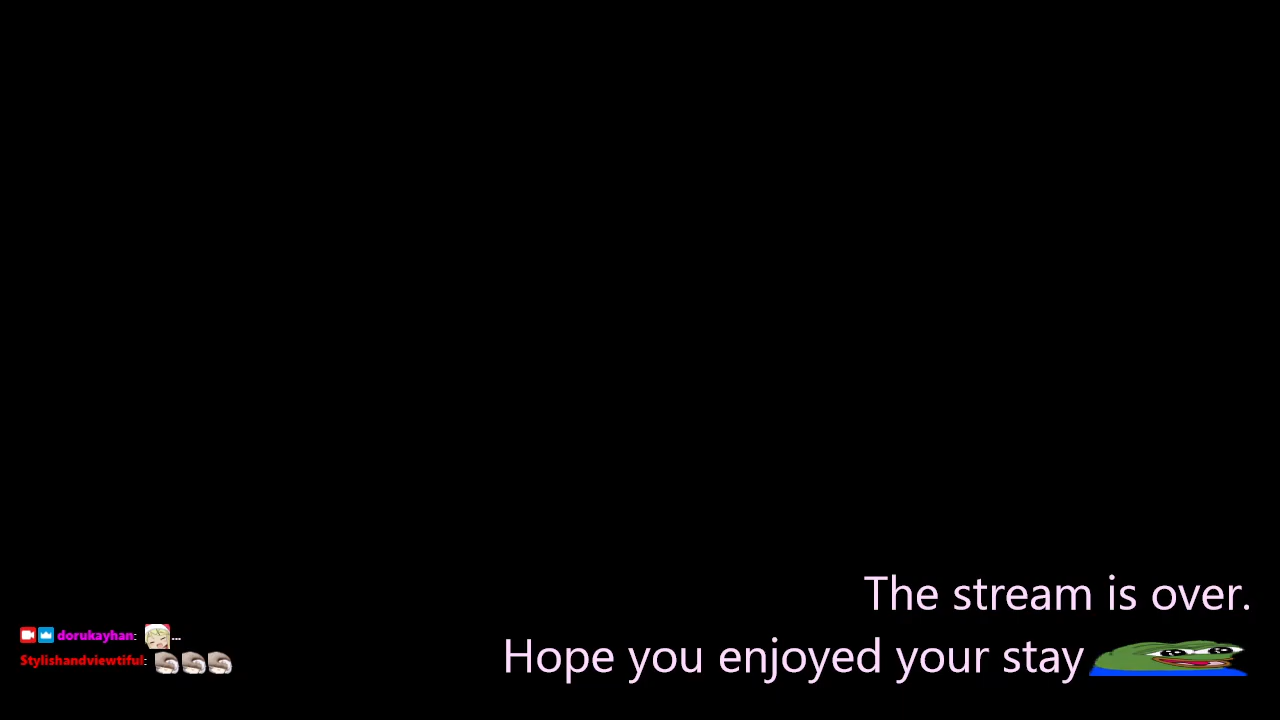 The stream is over.
Hope you enjoyed your stay
dorukayhan: ...
Stylishandviewtiful: